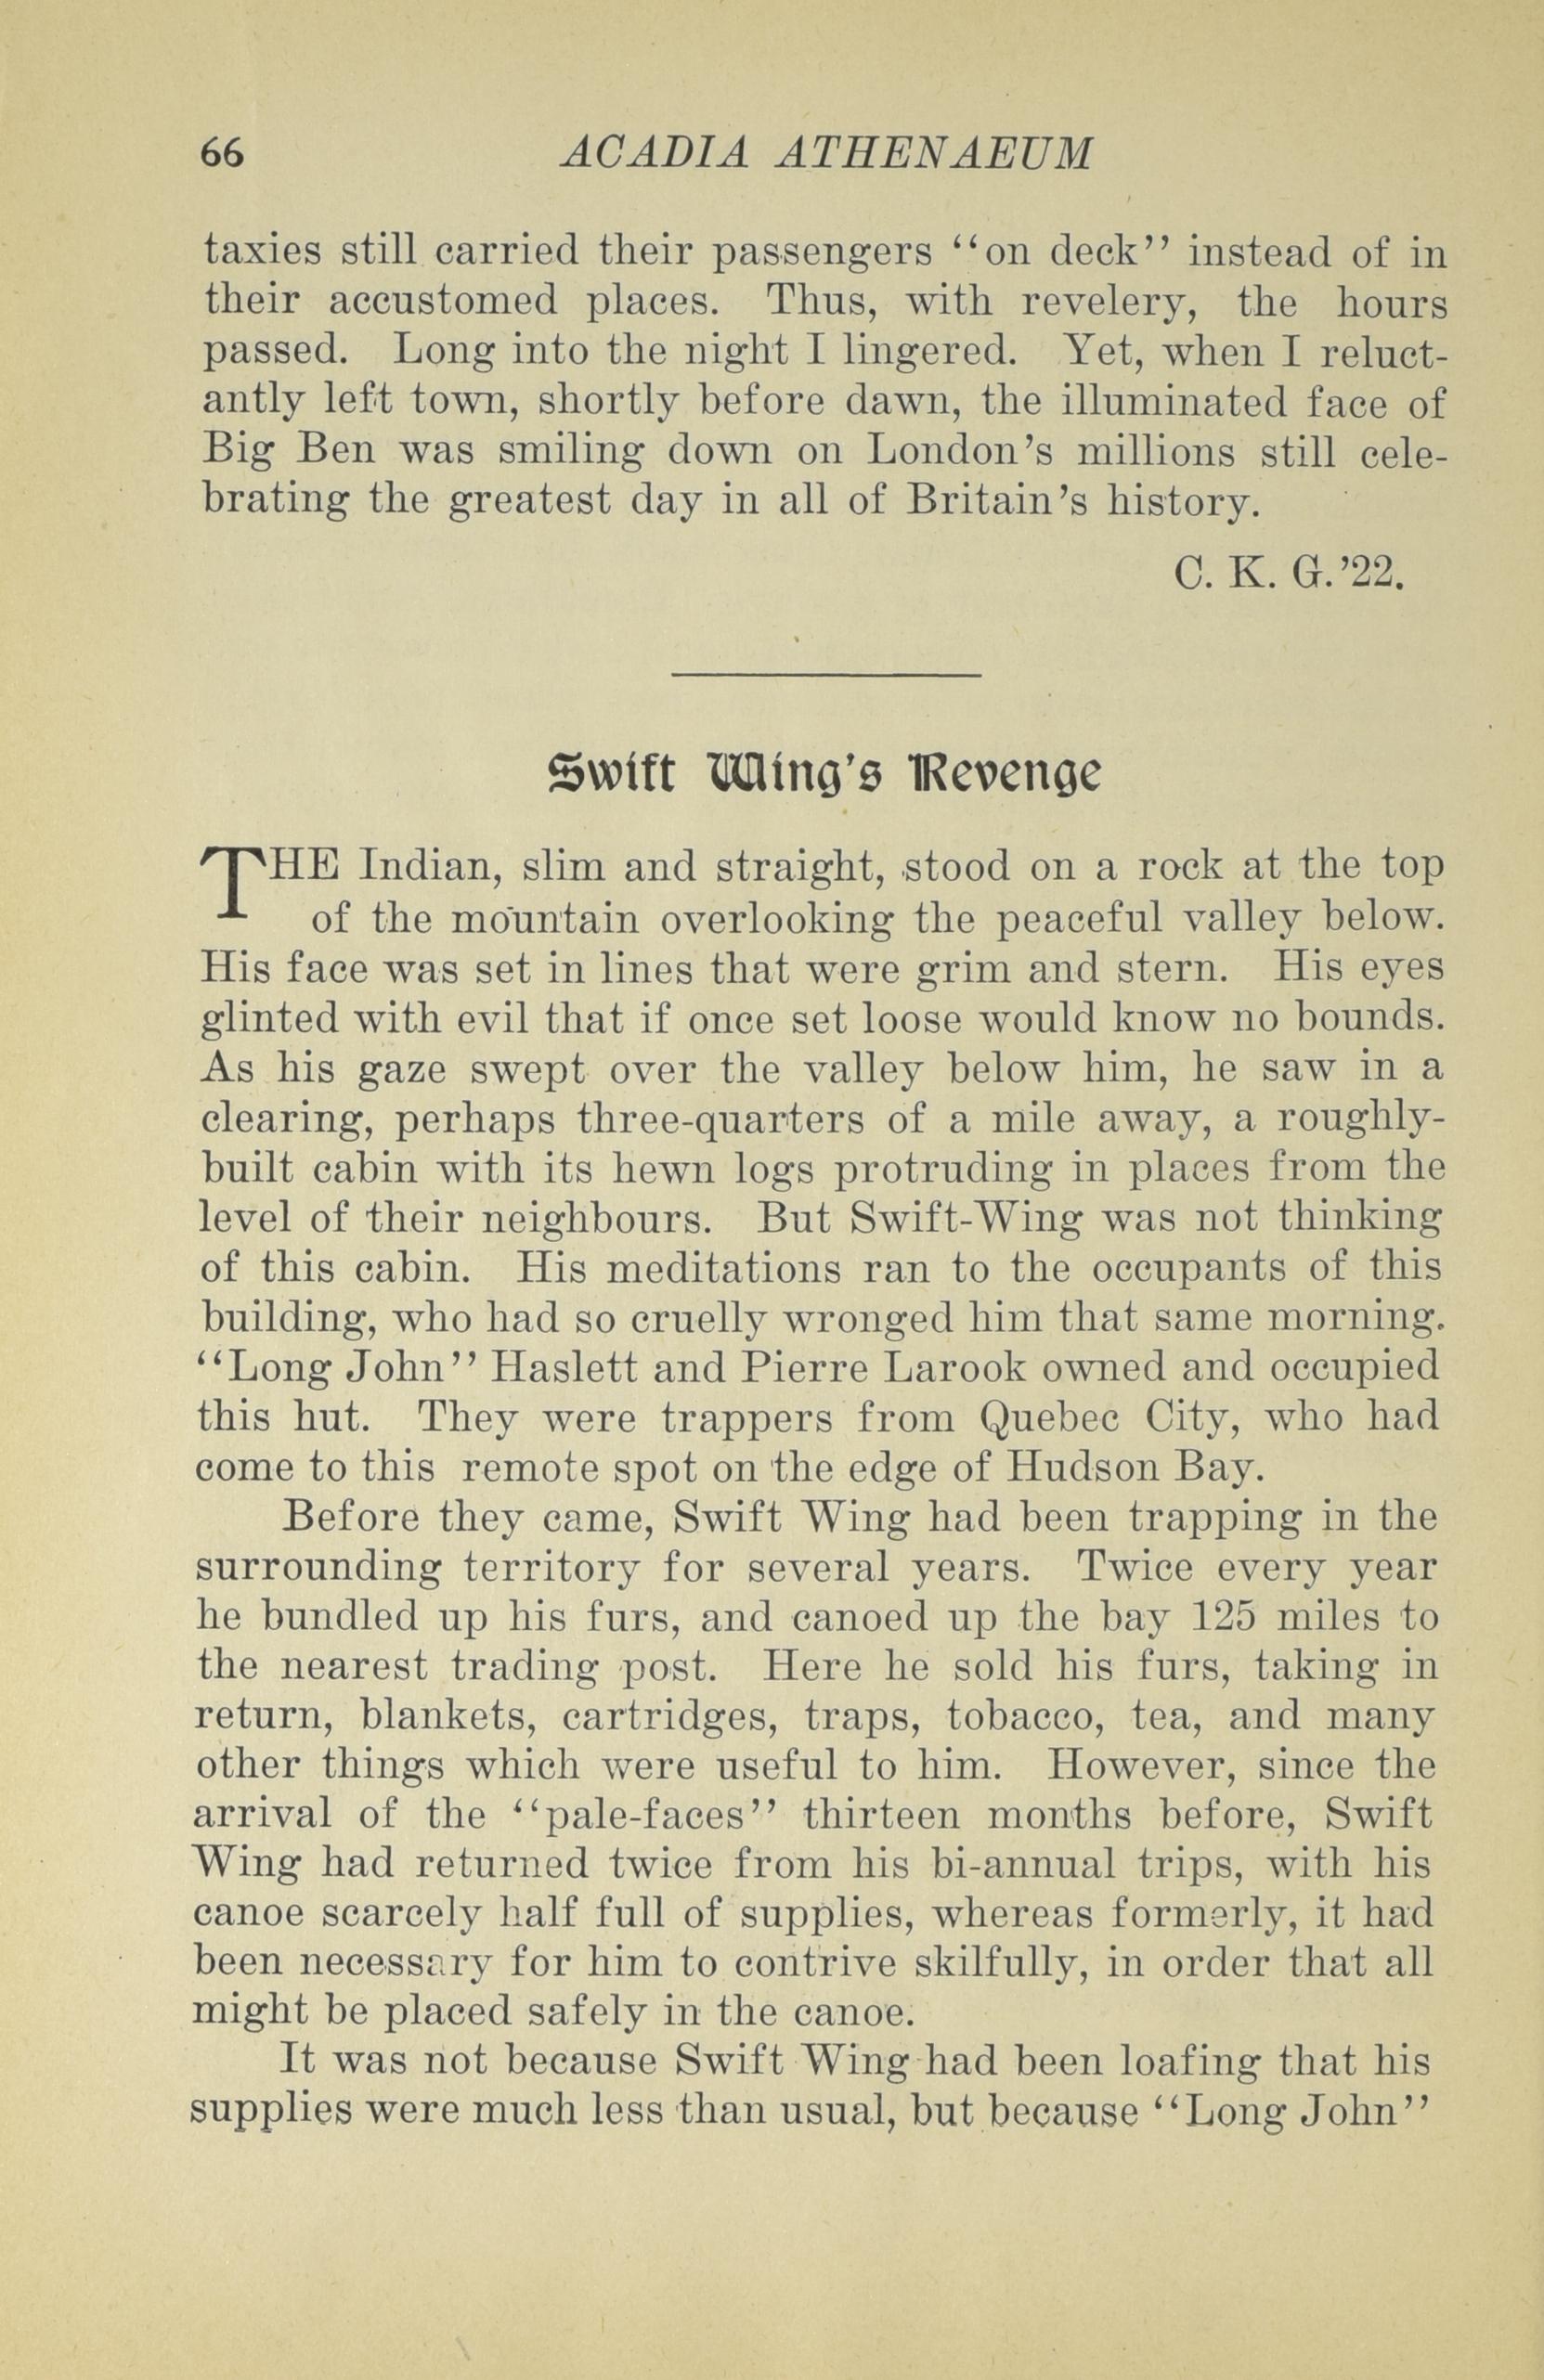 66 ACADIA ATHENAEUM
taxies still carried their passengers “on deck” instead of in
their accustomed places. Thus, with revelery, the hours
passed. Long into the night I lingered. Yet, when I reluct-
antly left town, shortly before dawn, the illuminated face of
Big Ben was smiling down on London's millions still cele-
brating the greatest day in all of Britain's history.
C. K. G.'22.
Swift Wing's Revenge
THE Indian, slim and straight, stood on a rock at the top
of the mountain overlooking the peaceful valley below.
His face was set in lines that were grim and stern. His eyes
glinted with evil that if once set loose would know no bounds.
As his gaze swept over the valley below him, he saw in a
clearing, perhaps three-quarters of a mile away, a roughly-
built cabin with its hewn logs protruding in places from the
level of their neighbours. But Swift-Wing was not thinking
of this cabin. His meditations ran to the occupants of this
building, who had so cruelly wronged him that same morning.
“Long John” Haslett and Pierre Larook owned and occupied
this hut. They were trappers from Quebec City, who had
come to this remote spot on the edge of Hudson Bay.
Before they came, Swift Wing had been trapping in the
surrounding territory for several years. Twice every year
he bundled up his furs, and canoed up the bay 125 miles to
the nearest trading post. Here he sold his furs, taking in
return, blankets, cartridges, traps, tobacco, tea, and many
other things which were useful to him. However, since the
arrival of the “pale-faces” thirteen months before, Swift
Wing had returned twice from his bi-annual trips, with his
canoe scarcely half full of supplies, whereas formerly, it had
been necessary for him to contrive skilfully, in order that all
might be placed safely in the canoe.
It was not because Swift Wing had been loafing that his
supplies were much less than usual, but because “Long John”